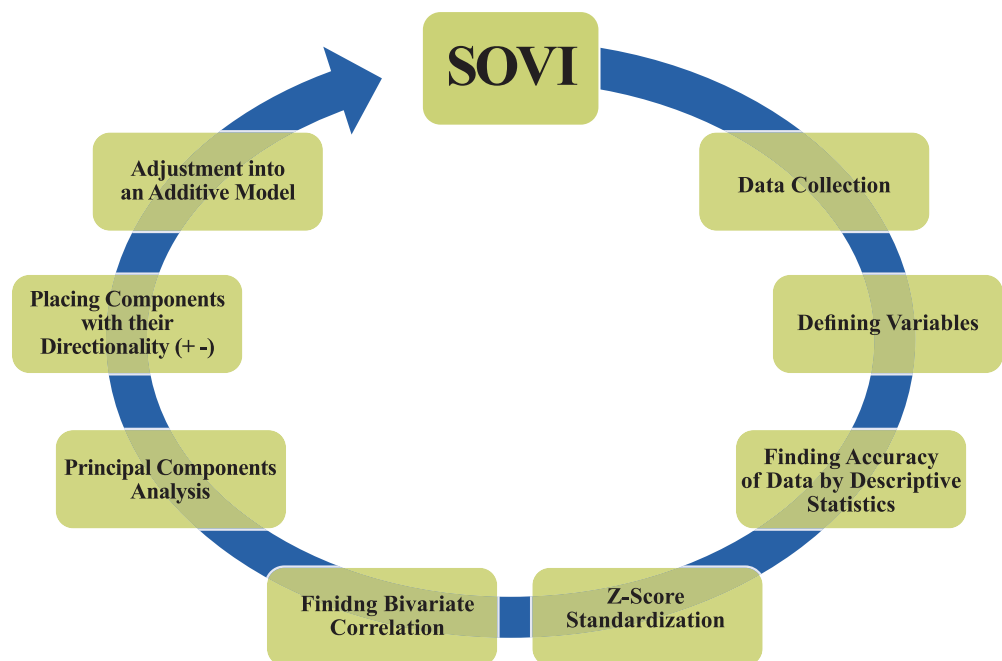 SOVI
Data Collection
Defining Variables
Finding Accuracy
of Data by Descriptive
Statistics
Z-Score
Standardization
Finidng Bivariate
Correlation
Principal Components
Analysis
Placing Components
with their
Directionality (+ -)
Adjustment into
an Additive Model